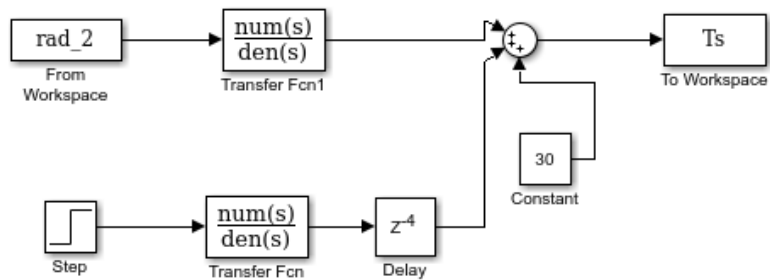 rad_2
From
Workspace
num(s)
den(s)
Transfer Fcn1
+
+
+
Ts
To Workspace
30
Constant
Step
num(s)
den(s)
Transfer Fcn
Z-4
Delay